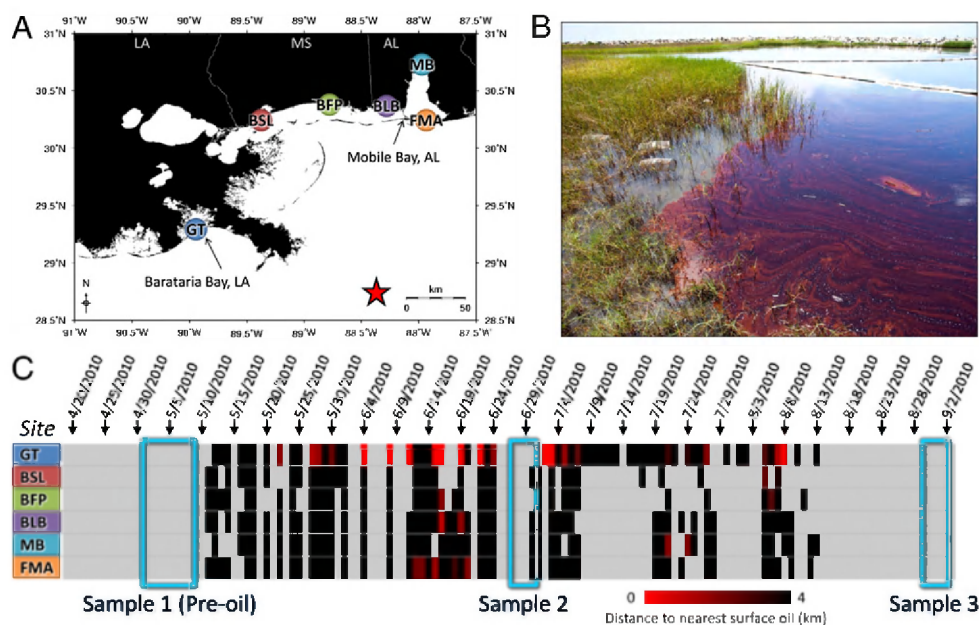 A
91°W 90.5°W 90°W 89.5°W 89°W 88.5°W 88°W 87.5°W
31°N 31°N
LA MS AL
MB
30.5°N 30.5°N
BSL BFP BLB FMA
30°N 30°N
Mobile Bay, AL
29.5°N 29.5°N
GT
29°N 29°N
Barataria Bay, LA
N km
0 50
28.5°N 28.5°N
91°W 90.5°W 90°W 89.5°W 89°W 88.5°W 88°W 87.5°W
B
C
4/20/2010 4/25/2010 4/30/2010 5/5/2010 5/10/2010 5/15/2010 5/20/2010 5/25/2010 5/30/2010 6/4/2010 6/9/2010 6/14/2010 6/19/2010 6/24/2010 6/29/2010 7/4/2010 7/9/2010 7/14/2010 7/19/2010 7/24/2010 7/29/2010 8/3/2010 8/8/2010 8/13/2010 8/18/2010 8/23/2010 8/28/2010 9/2/2010
Site
GT
BSL
BFP
BLB
MB
FMA
Sample 1 (Pre-oil) Sample 2 Sample 3
0 4
Distance to nearest surface oil (km)